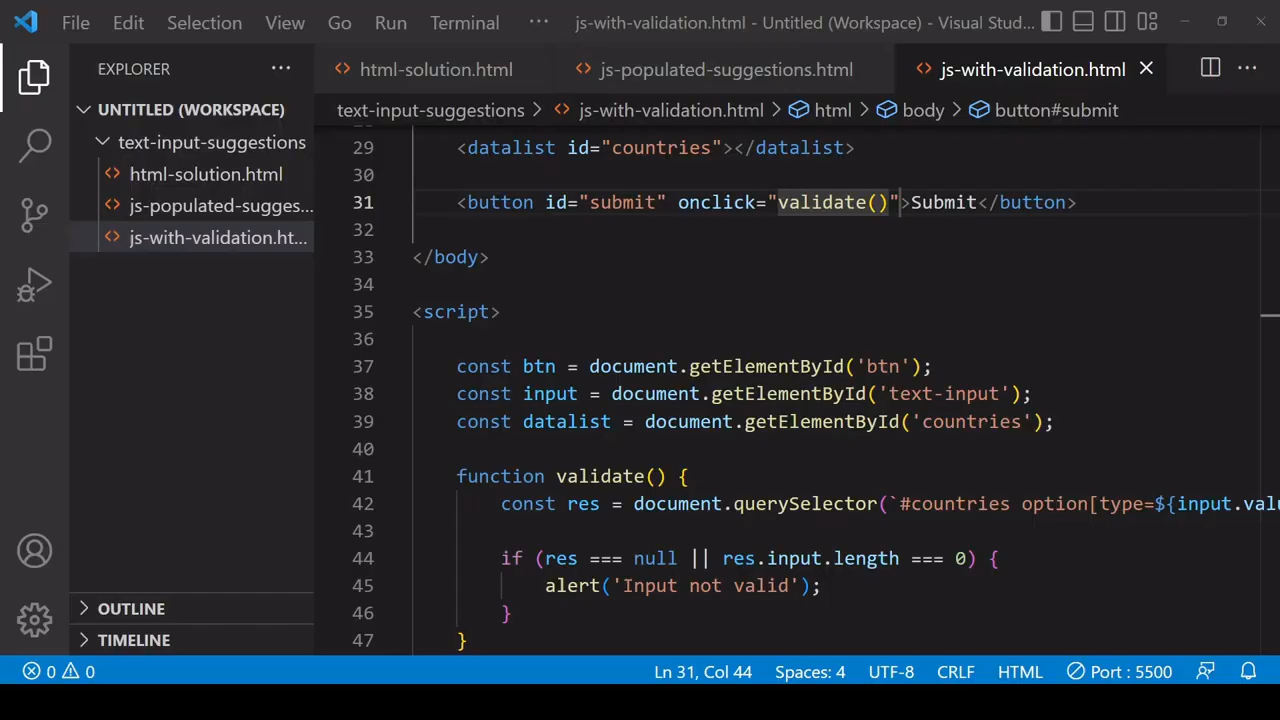 File Edit Selection View Go Run Terminal ··· js-with-validation.html - Untitled (Workspace) - Visual Stud...
EXPLORER ···
html-solution.html js-populated-suggestions.html js-with-validation.html ···
UNTITLED (WORKSPACE)
text-input-suggestions
html-solution.html
js-populated-sugges...
js-with-validation.ht...
OUTLINE
TIMELINE
text-input-suggestions > js-with-validation.html > html > body > button#submit
29 <datalist id="countries"></datalist>
30
31 <button id="submit" onclick="validate()">Submit</button>
32
33 </body>
34
35 <script>
36
37 const btn = document.getElementById('btn');
38 const input = document.getElementById('text-input');
39 const datalist = document.getElementById('countries');
40
41 function validate() {
42 const res = document.querySelector(`#countries option[type=${input.valu
43
44 if (res === null || res.input.length === 0) {
45 alert('Input not valid');
46 }
47 }
0 0 Ln 31, Col 44 Spaces: 4 UTF-8 CRLF HTML Port : 5500